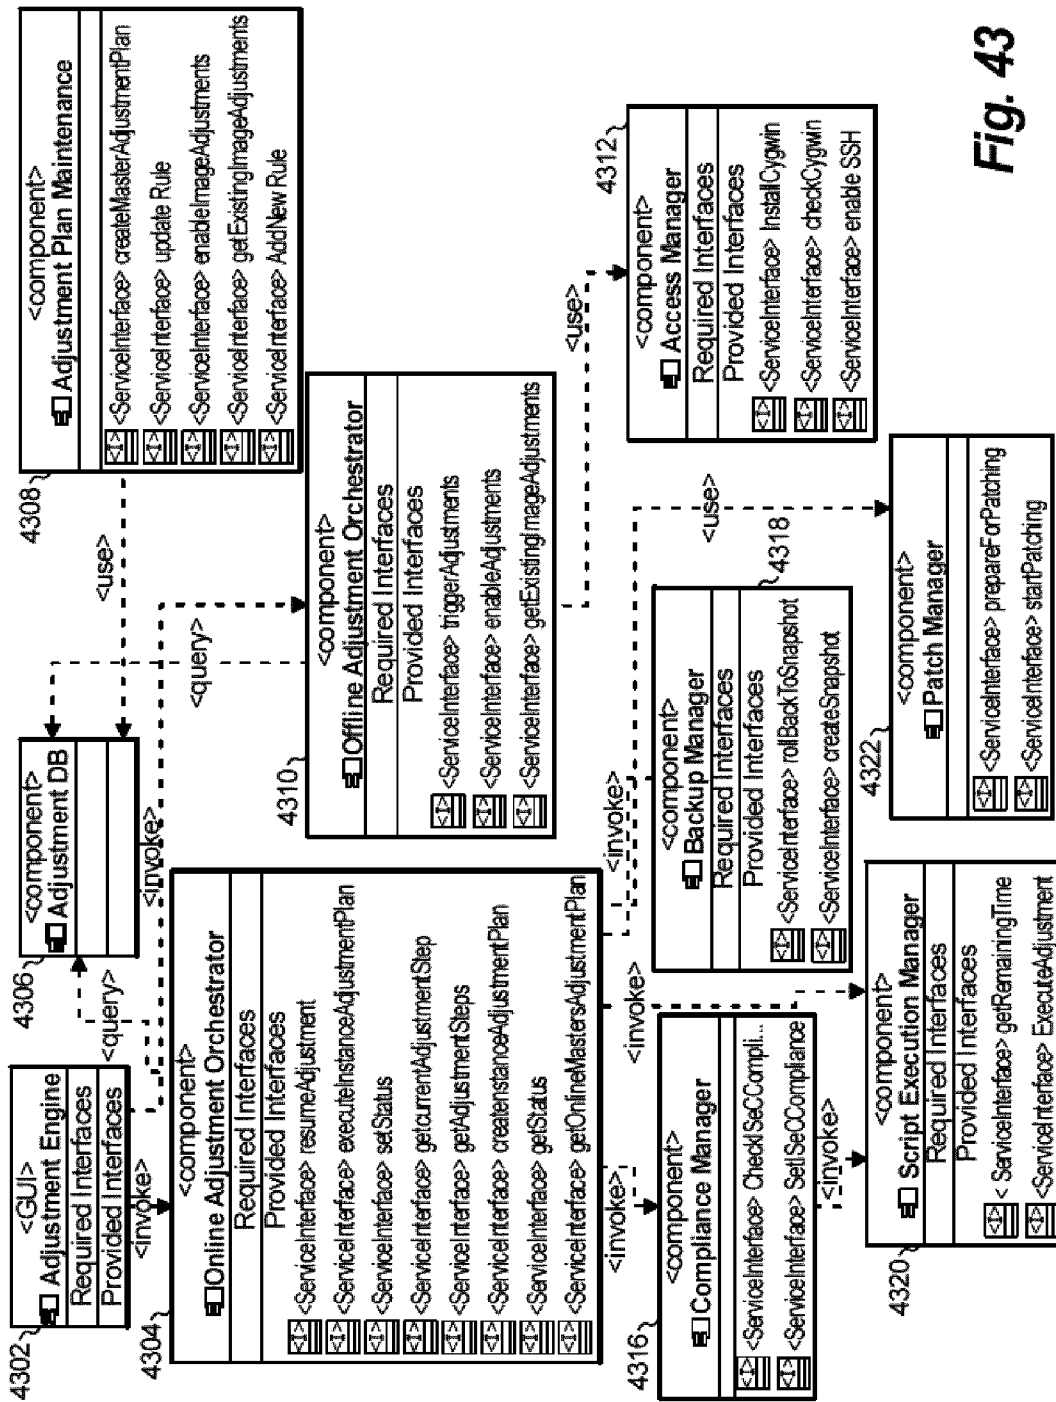 4302
<GUI>
Adjustment Engine
Required Interfaces
Provided Interfaces
<invoke>
<query>
4306
<component>
Adjustment DB
<invoke>
<use>
4308
<component>
Adjustment Plan Maintenance
<I> <ServiceInterface> createMasterAdjustmentPlan
<I> <ServiceInterface> update Rule
<I> <ServiceInterface> enableImageAdjustments
<I> <ServiceInterface> getExistingImageAdjustments
<I> <ServiceInterface> AddNew Rule
4304
<component>
Online Adjustment Orchestrator
Required Interfaces
Provided Interfaces
<I> <ServiceInterface> resumeAdjustment
<I> <ServiceInterface> executeInstanceAdjustmentPlan
<I> <ServiceInterface> setStatus
<I> <ServiceInterface> getcurrentAdjustmentStep
<I> <ServiceInterface> getAdjustmentSteps
<I> <ServiceInterface> createnstanceAdjustmentPlan
<I> <ServiceInterface> getStatus
<I> <ServiceInterface> getOnlineMastersAdjustmentPlan
<query>
4310
<component>
Offline Adjustment Orchestrator
Required Interfaces
Provided Interfaces
<I> <ServiceInterface> triggerAdjustments
<I> <ServiceInterface> enableAdjustments
<I> <ServiceInterface> getExistingImageAdjustments
<use>
4312
<component>
Access Manager
Required Interfaces
Provided Interfaces
<I> <ServiceInterface> InstallCygwin
<I> <ServiceInterface> checkCygwin
<I> <ServiceInterface> enable SSH
<invoke>
<invoke>
<invoke>
<use>
4316
<component>
Compliance Manager
<I> <ServiceInterface> CheckISeCCompli...
<I> <ServiceInterface> SetISeCCompliance
<invoke>
4318
<component>
Backup Manager
Required Interfaces
Provided Interfaces
<I> <ServiceInterface> rollBackToSnapshot
<I> <ServiceInterface> createSnapshot
4320
<component>
Script Execution Manager
Required Interfaces
Provided Interfaces
<I> < ServiceInterface> getRemainingTime
<I> <ServiceInterface> ExecuteAdjustment
4322
<component>
Patch Manager
<I> <ServiceInterface> prepareForPatching
<I> <ServiceInterface> startPatching
Fig. 43